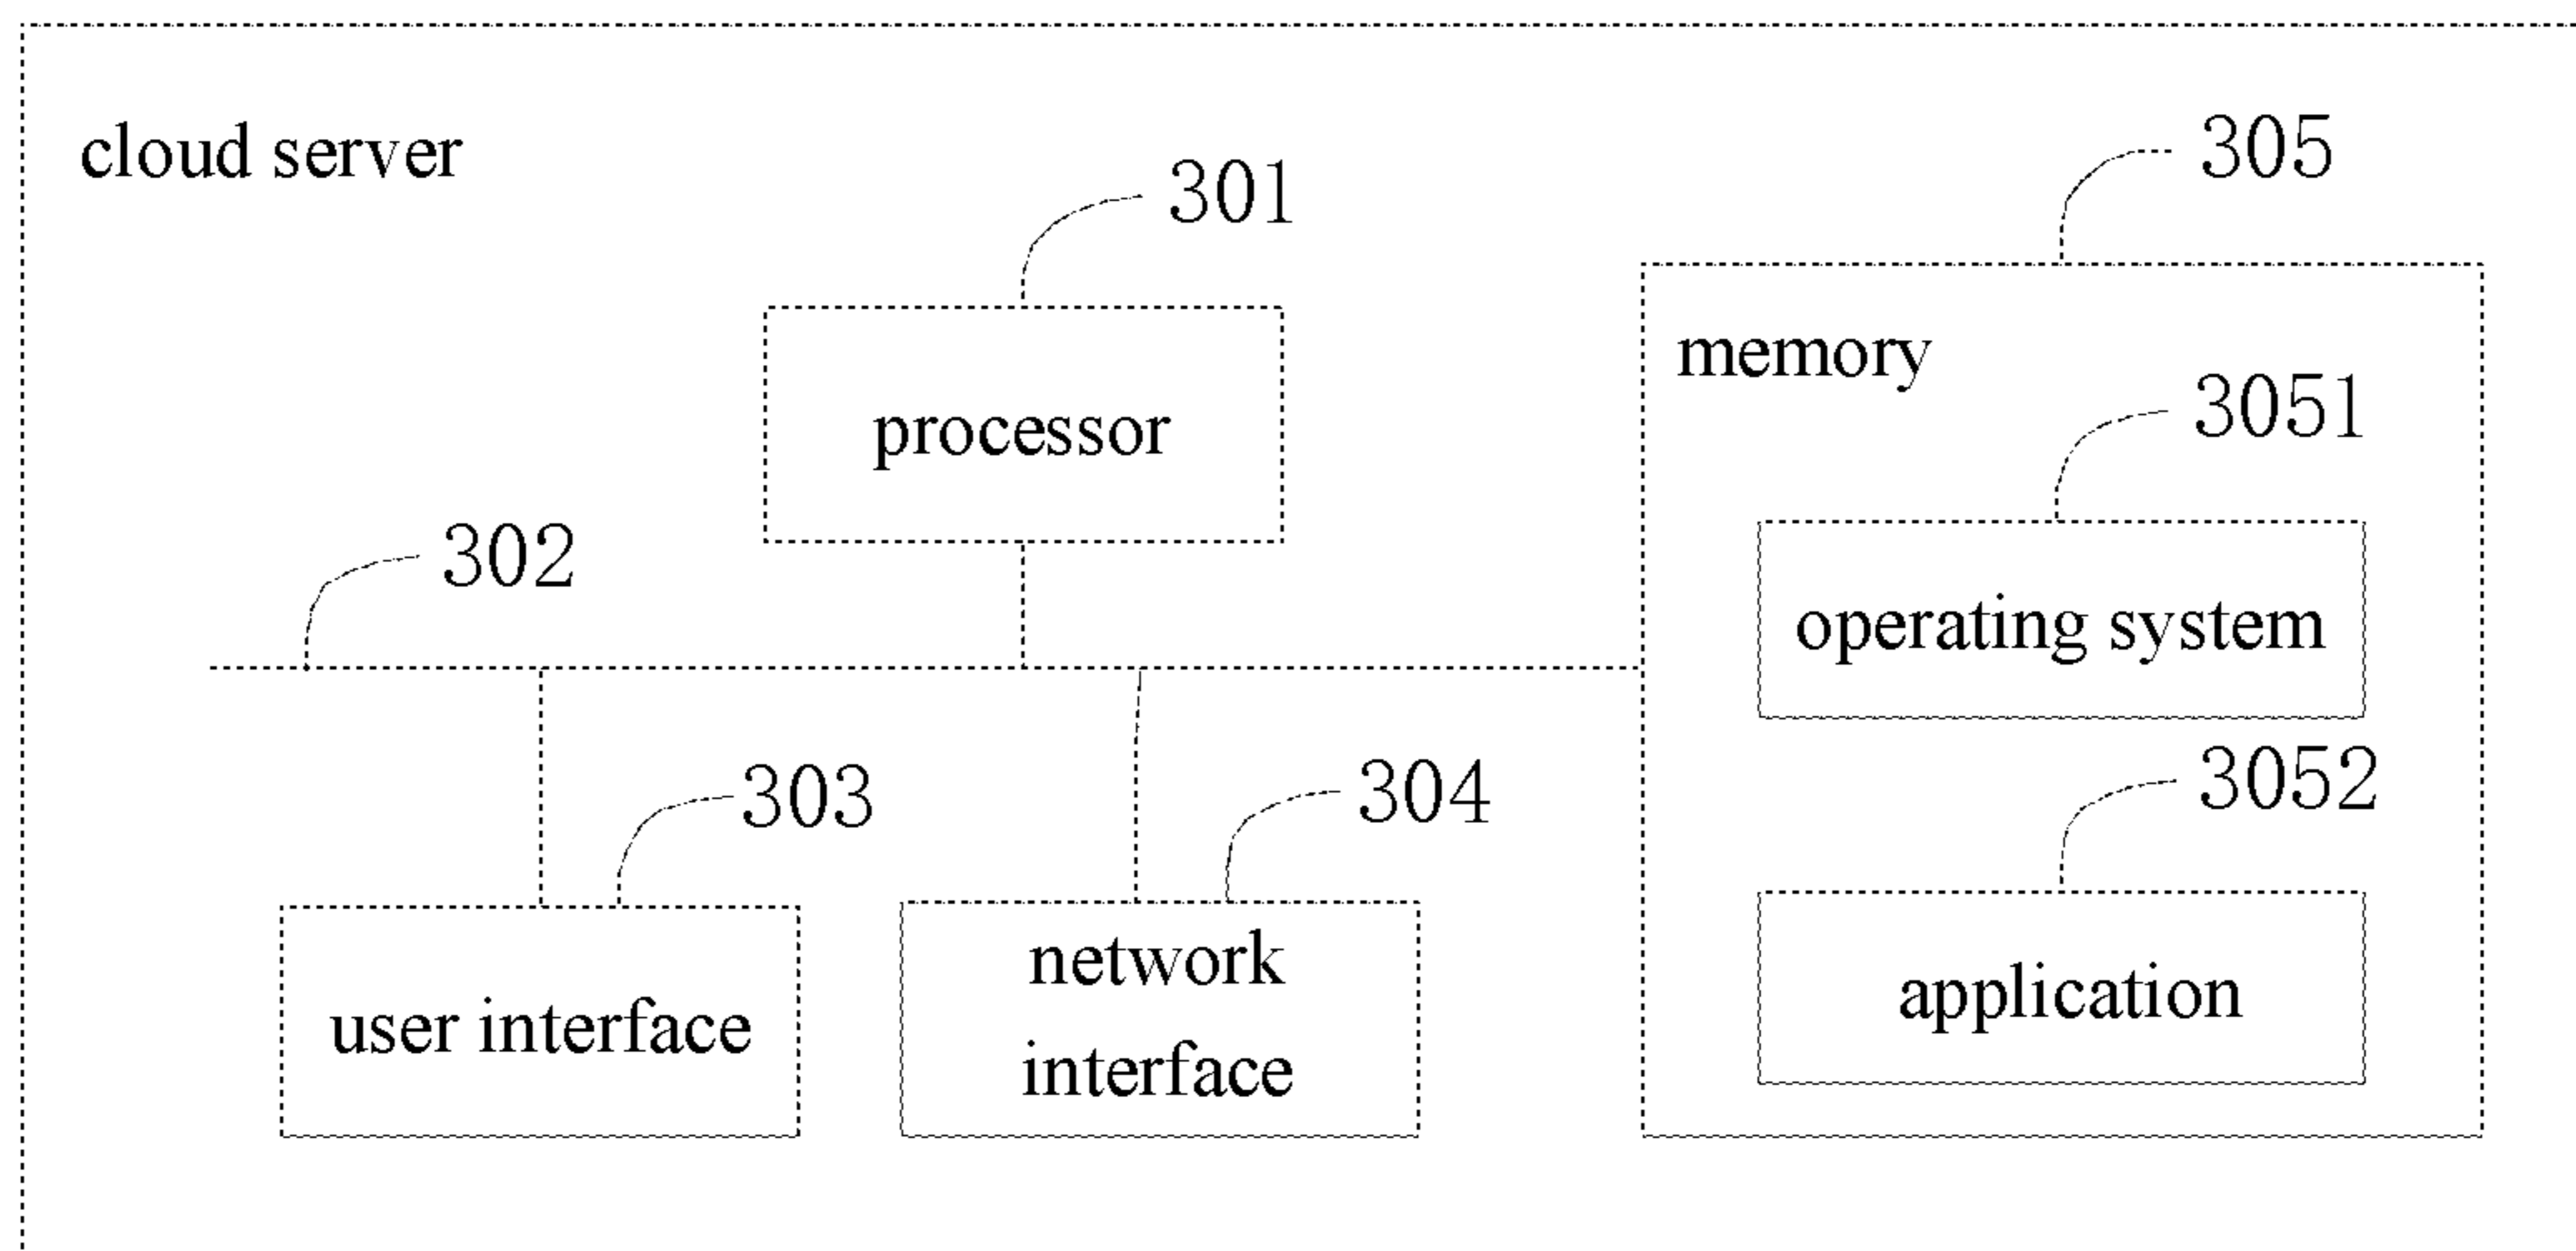 cloud server
305
301
memory
3051
processor
302
operating system
3052
303
304
network
interface
application
user interface